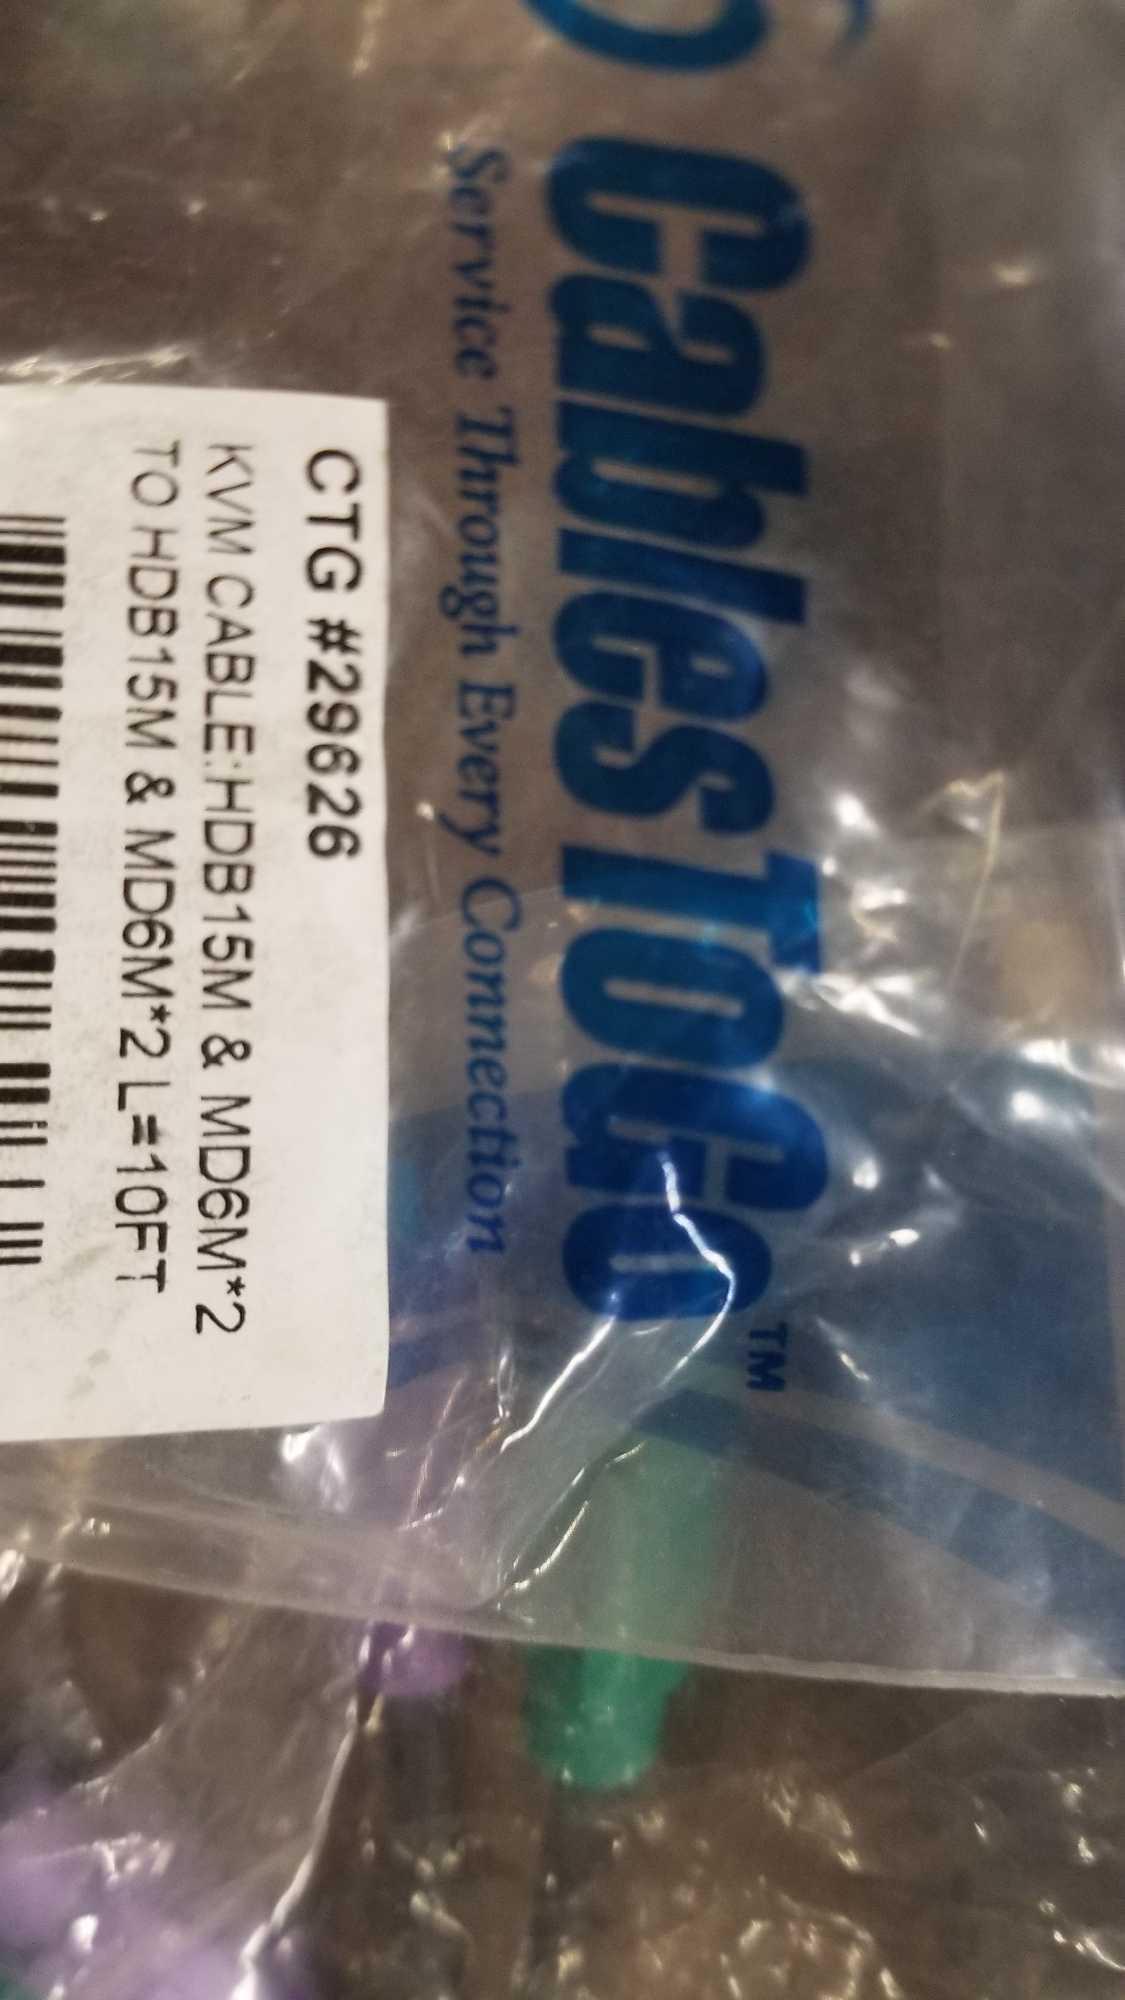 CablesToGo™
Service Through Every Connection
CTG #29626
KVM CABLE:HDB15M & MD6M*2
TO HDB15M & MD6M*2 L=10FT